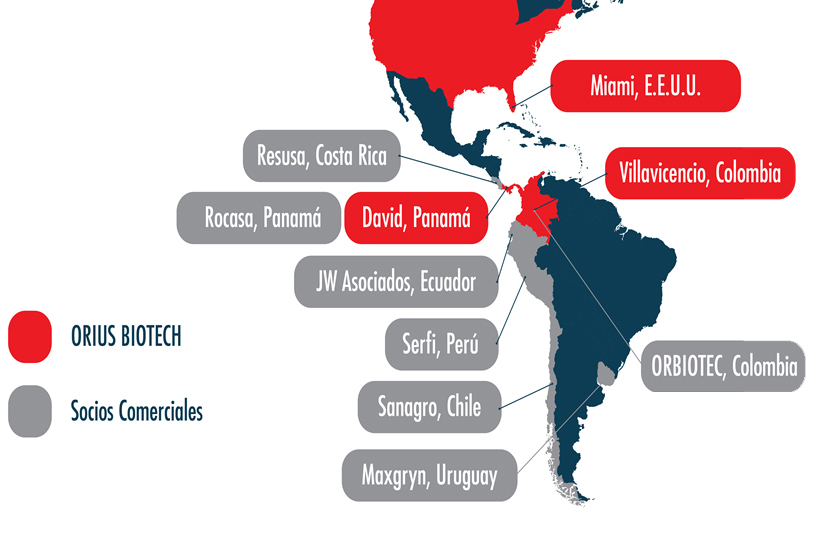 Miami, E.E.U.U.
Resusa, Costa Rica
Villavicencio, Colombia
Rocasa, Panamá
David, Panamá
JW Asociados, Ecuador
ORIUS BIOTECH
Serfi, Perú
ORBIOTEC, Colombia
Socios Comerciales
Sanagro, Chile
Maxgryn, Uruguay